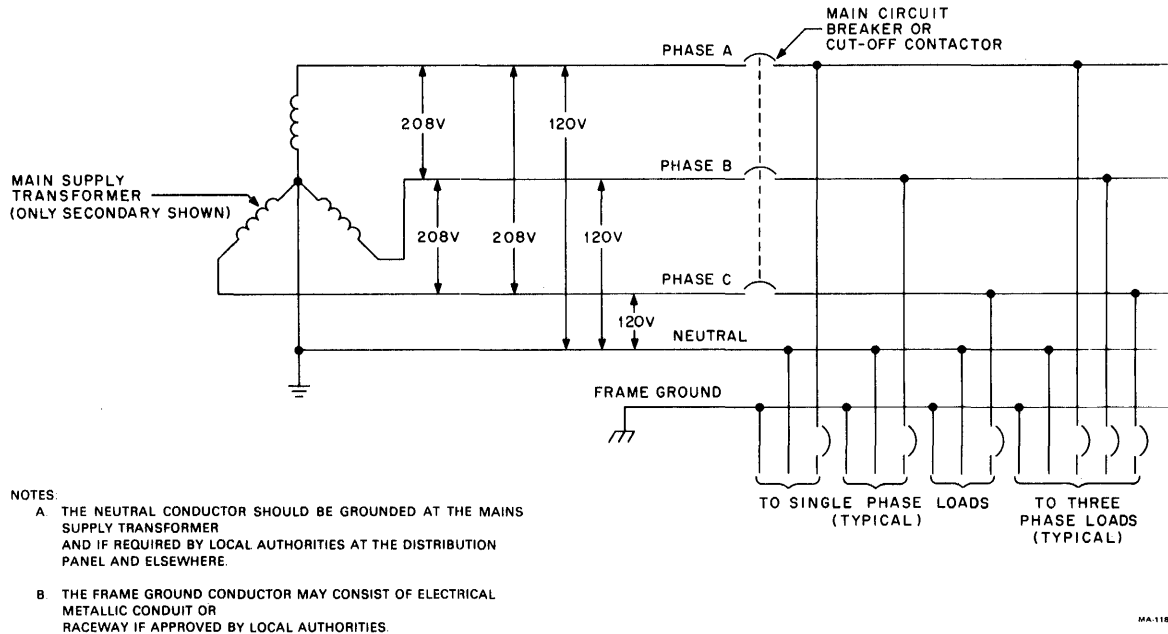 MAIN CIRCUIT
BREAKER OR
CUT-OFF CONTACTOR
PHASE A
208V
120V
MAIN SUPPLY
TRANSFORMER
(ONLY SECONDARY SHOWN)
PHASE B
208V
208V
120V
PHASE C
120V
NEUTRAL
FRAME GROUND
TO SINGLE PHASE LOADS
(TYPICAL)
TO THREE
PHASE LOADS
(TYPICAL)
NOTES:
A. THE NEUTRAL CONDUCTOR SHOULD BE GROUNDED AT THE MAINS
SUPPLY TRANSFORMER
AND IF REQUIRED BY LOCAL AUTHORITIES AT THE DISTRIBUTION
PANEL AND ELSEWHERE.
B. THE FRAME GROUND CONDUCTOR MAY CONSIST OF ELECTRICAL
METALLIC CONDUIT OR
RACEWAY IF APPROVED BY LOCAL AUTHORITIES.
MA-118